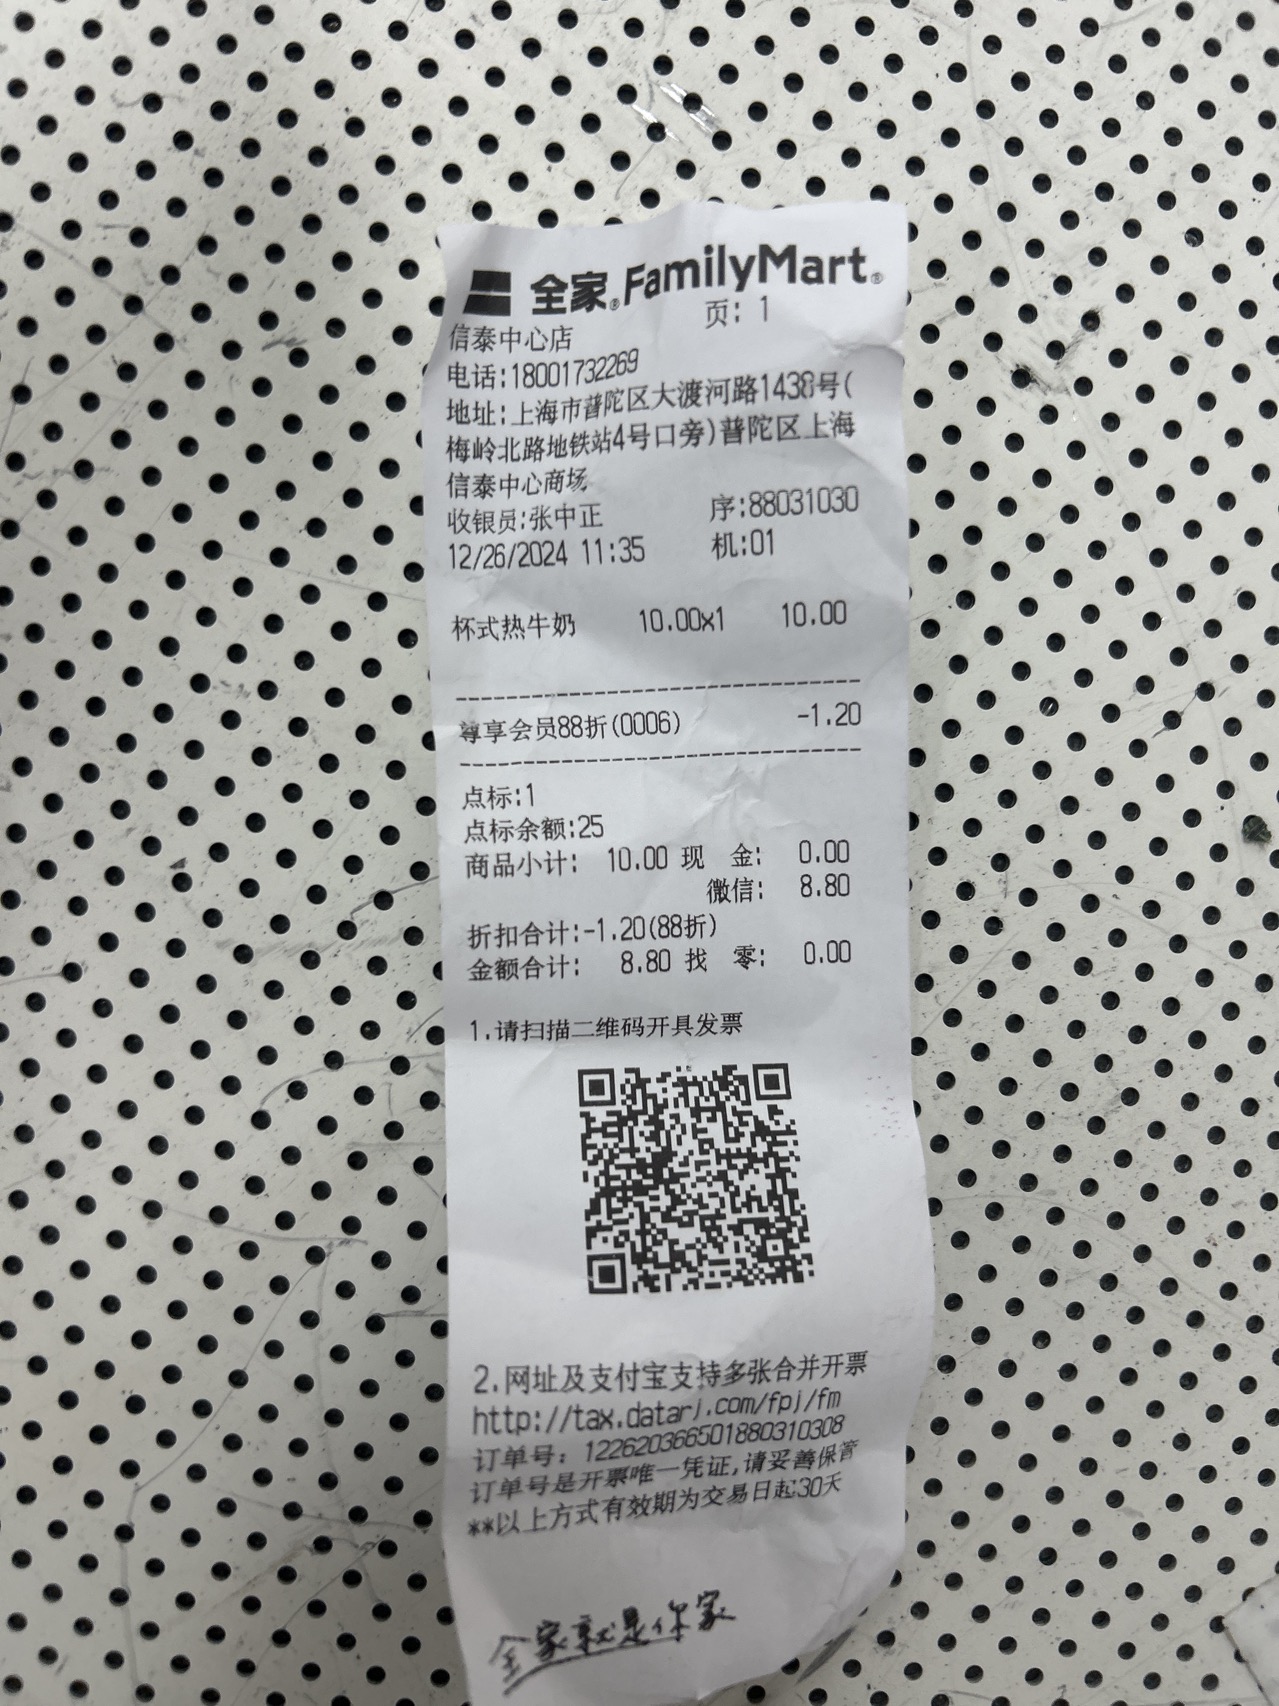 全家®FamilyMart®
页: 1
信泰中心店
电话:18001732269
地址:上海市普陀区大渡河路1438号(
梅岭北路地铁站4号口旁)普陀区上海
信泰中心商场
收银员:张中正 序:88031030
12/26/2024 11:35 机:01
杯式热牛奶 10.00x1 10.00
尊享会员88折(0006) -1.20
点标:1
点标余额:25
商品小计: 10.00 现 金: 0.00
微信: 8.80
折扣合计:-1.20(88折)
金额合计: 8.80 找 零: 0.00
1.请扫描二维码开具发票
2.网址及支付宝支持多张合并开票
http://tax.datarj.com/fpj/fm
订单号: 122620366501880310308
订单号是开票唯一凭证,请妥善保管
**以上方式有效期为交易日起30天
全家就是你家